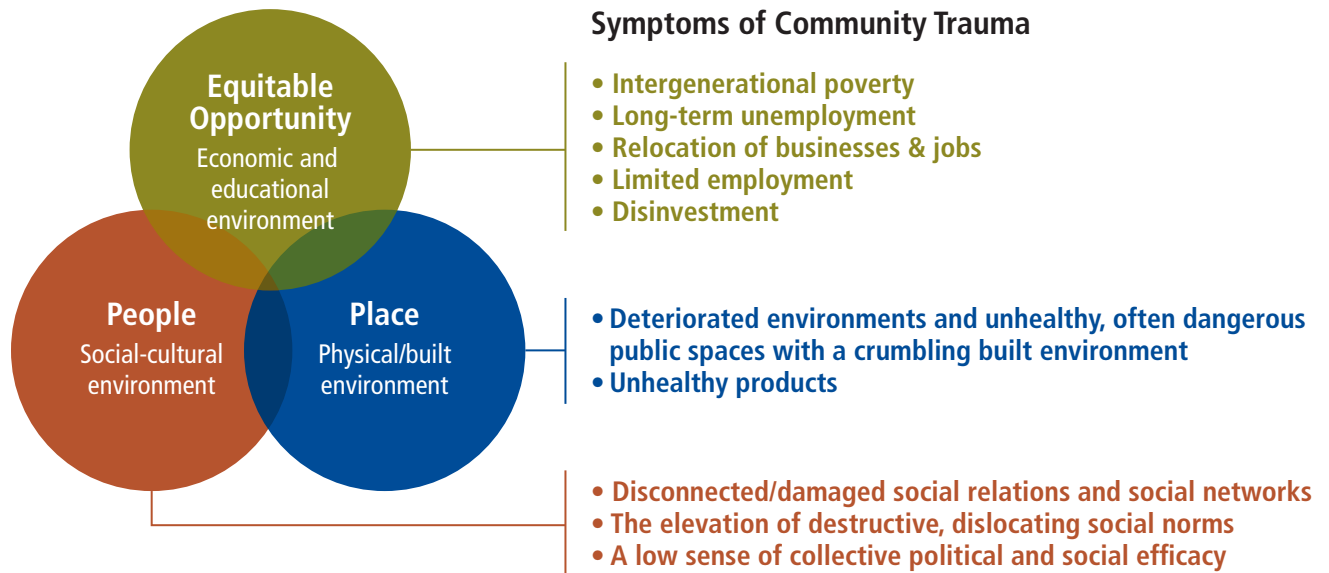 Symptoms of Community Trauma
Equitable
Opportunity
Economic and
educational
environment
• Intergenerational poverty
• Long-term unemployment
• Relocation of businesses & jobs
• Limited employment
• Disinvestment
People
Social-cultural
environment
Place
Physical/built
environment
• Deteriorated environments and unhealthy, often dangerous
public spaces with a crumbling built environment
• Unhealthy products
• Disconnected/damaged social relations and social networks
• The elevation of destructive, dislocating social norms
• A low sense of collective political and social efficacy